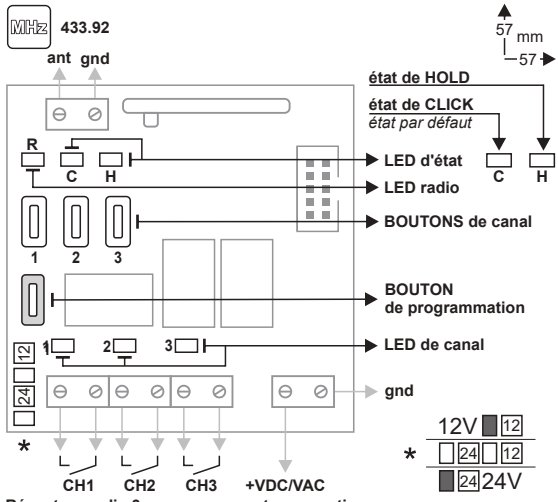 MHz 433.92
57 mm
57
ant gnd
état de HOLD
état de CLICK
état par défaut
R
C H
LED d'état
C H
LED radio
BOUTONS de canal
1 2 3
BOUTON
de programmation
1 2 3
LED de canal
12
24
gnd
*
12V 12
* 24 12
24 24V
CH1 CH2 CH3 +VDC/VAC